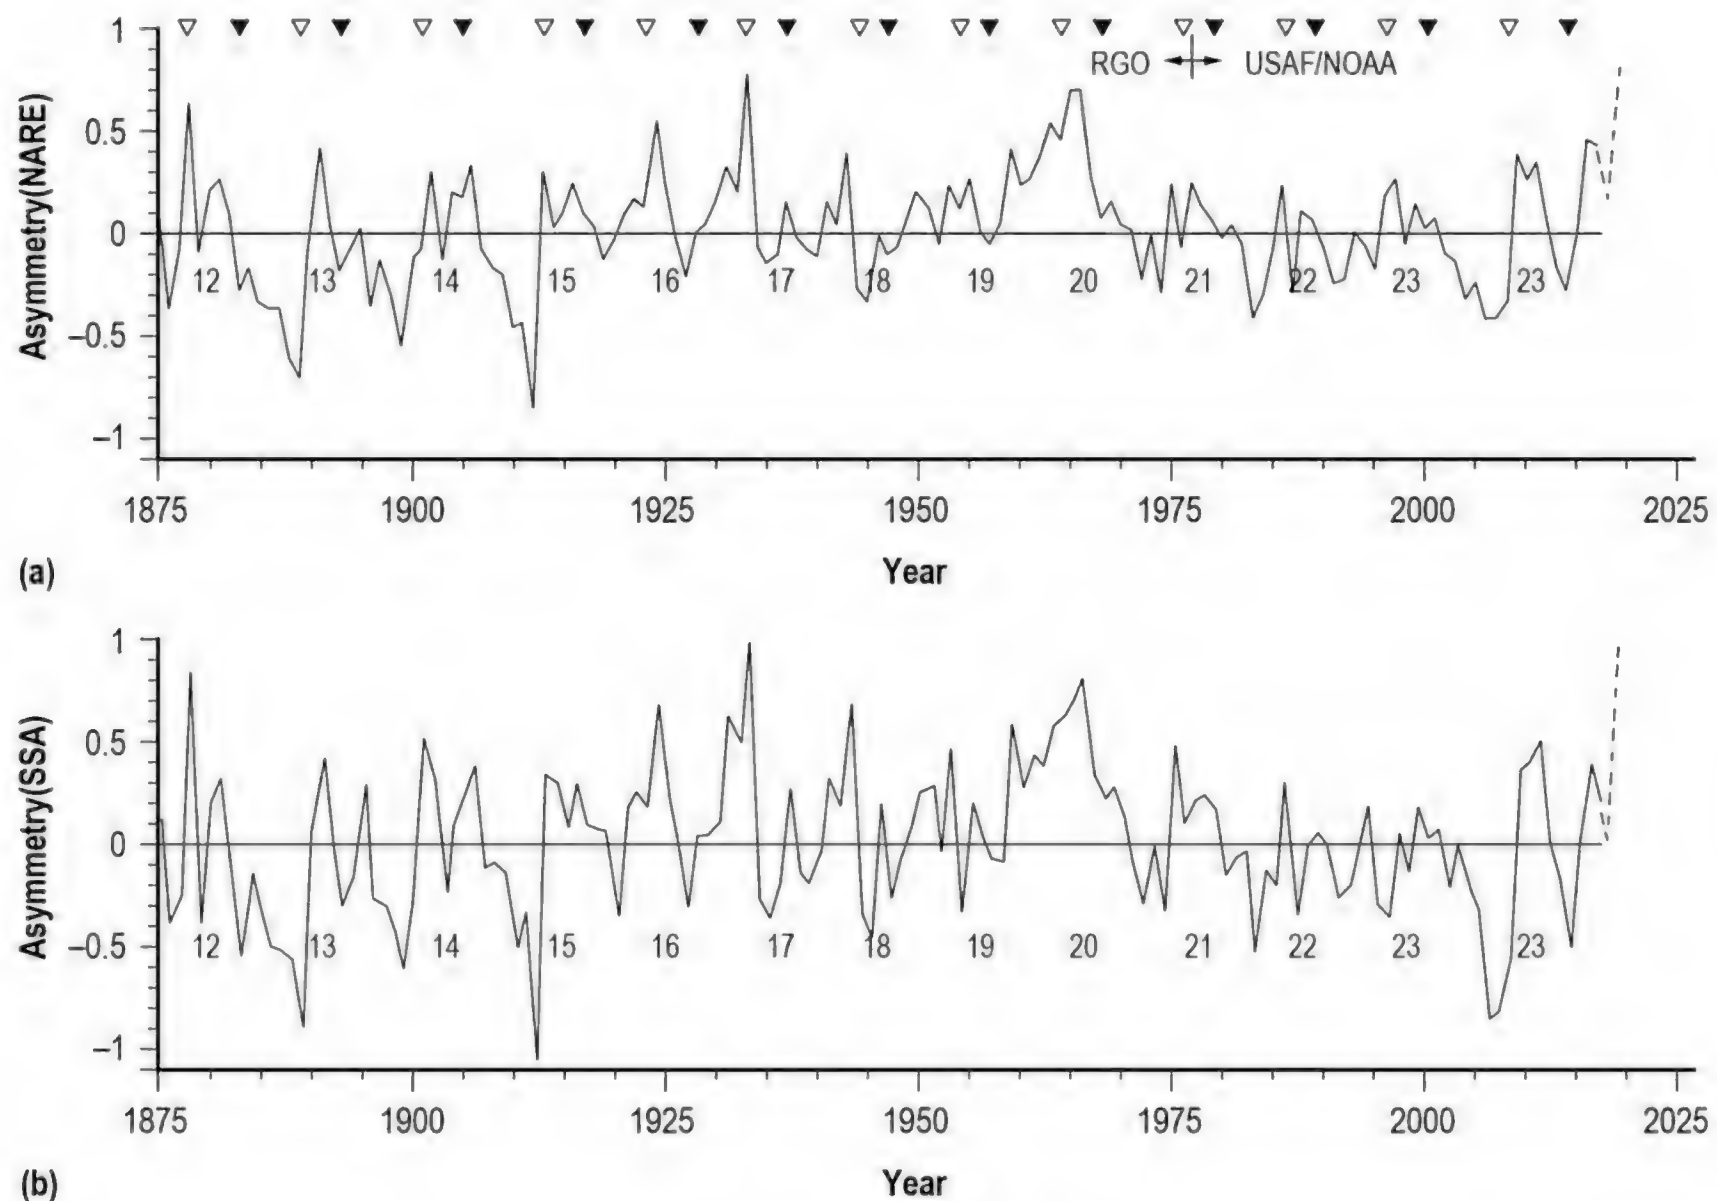 1
RGO USAF/NOAA
0.5
0
12 13 14 15 16 17 18 19 20 21 22 23 23
–0.5
–1
Asymmetry(NARE)
1875 1900 1925 1950 1975 2000 2025
(a) Year
1
0.5
0
–0.5
12 13 14 15 16 17 18 19 20 21 22 23 23
–1
Asymmetry(SSA)
1875 1900 1925 1950 1975 2000 2025
(b) Year